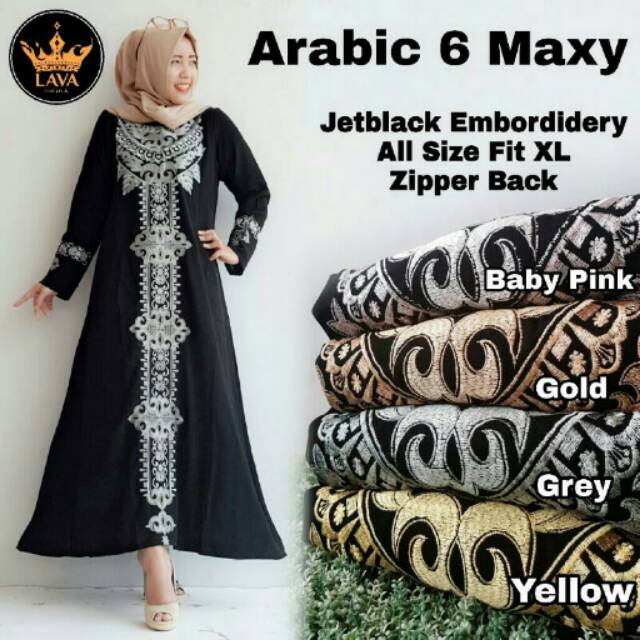 LAVA
Arabic 6 Maxy
Jetblack Embordidery
All Size Fit XL
Zipper Back
Baby Pink
Gold
Grey
Yellow